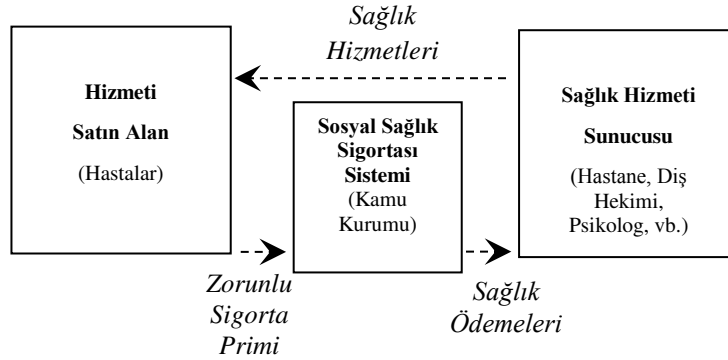 Sağlık
Hizmetleri
Hizmeti
Satın Alan
(Hastalar)
Sosyal Sağlık
Sigortası
Sistemi
(Kamu
Kurumu)
Sağlık Hizmeti
Sunucusu
(Hastane, Diş
Hekimi,
Psikolog, vb.)
Zorunlu
Sigorta
Primi
Sağlık
Ödemeleri